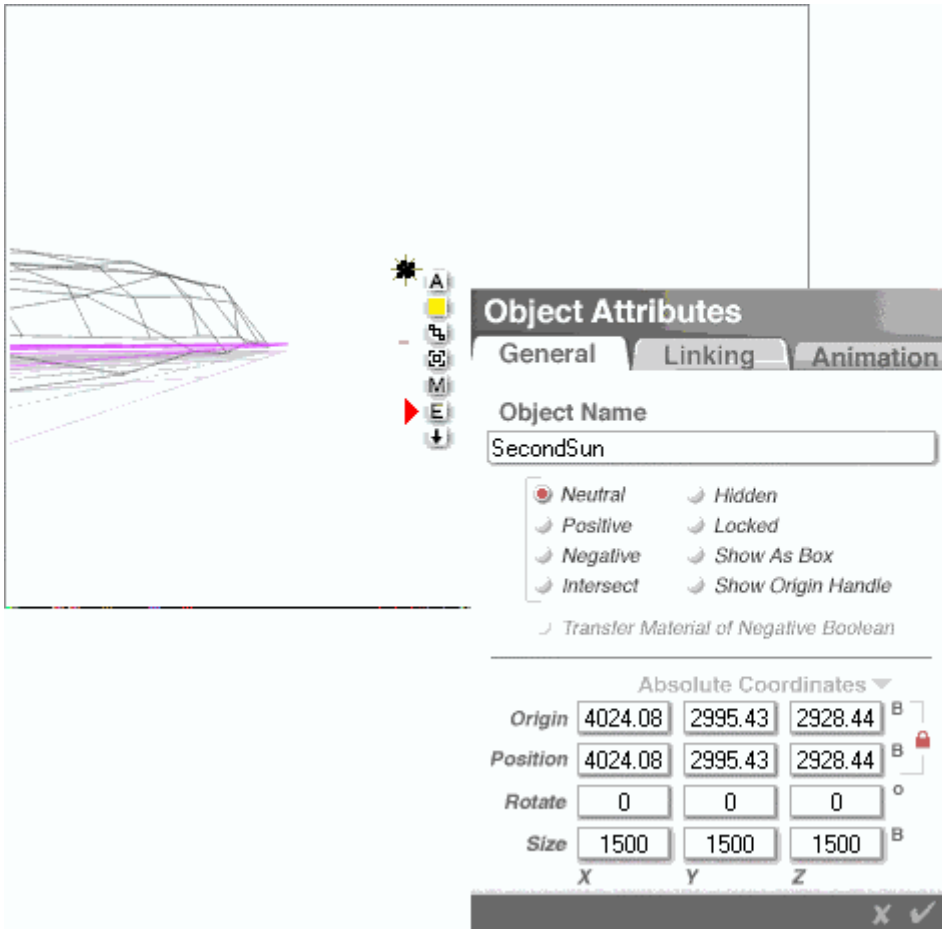 A
M
E
Object Attributes
General Linking Animation
Object Name
SecondSun
Neutral Hidden
Positive Locked
Negative Show As Box
Intersect Show Origin Handle
Transfer Material of Negative Boolean
Absolute Coordinates
Origin 4024.08 2995.43 2928.44 B
Position 4024.08 2995.43 2928.44 B
Rotate 0 0 0 o
Size 1500 1500 1500 B
X Y Z